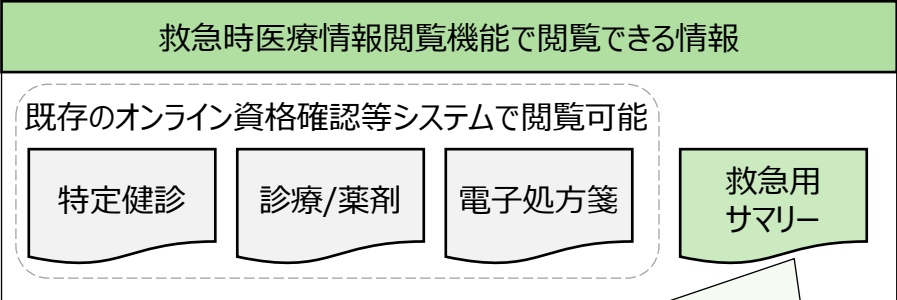 救急時医療情報閲覧機能で閲覧できる情報
既存のオンライン資格確認等システムで閲覧可能
特定健診
診療/薬剤
電子処方箋
救急用
サマリー